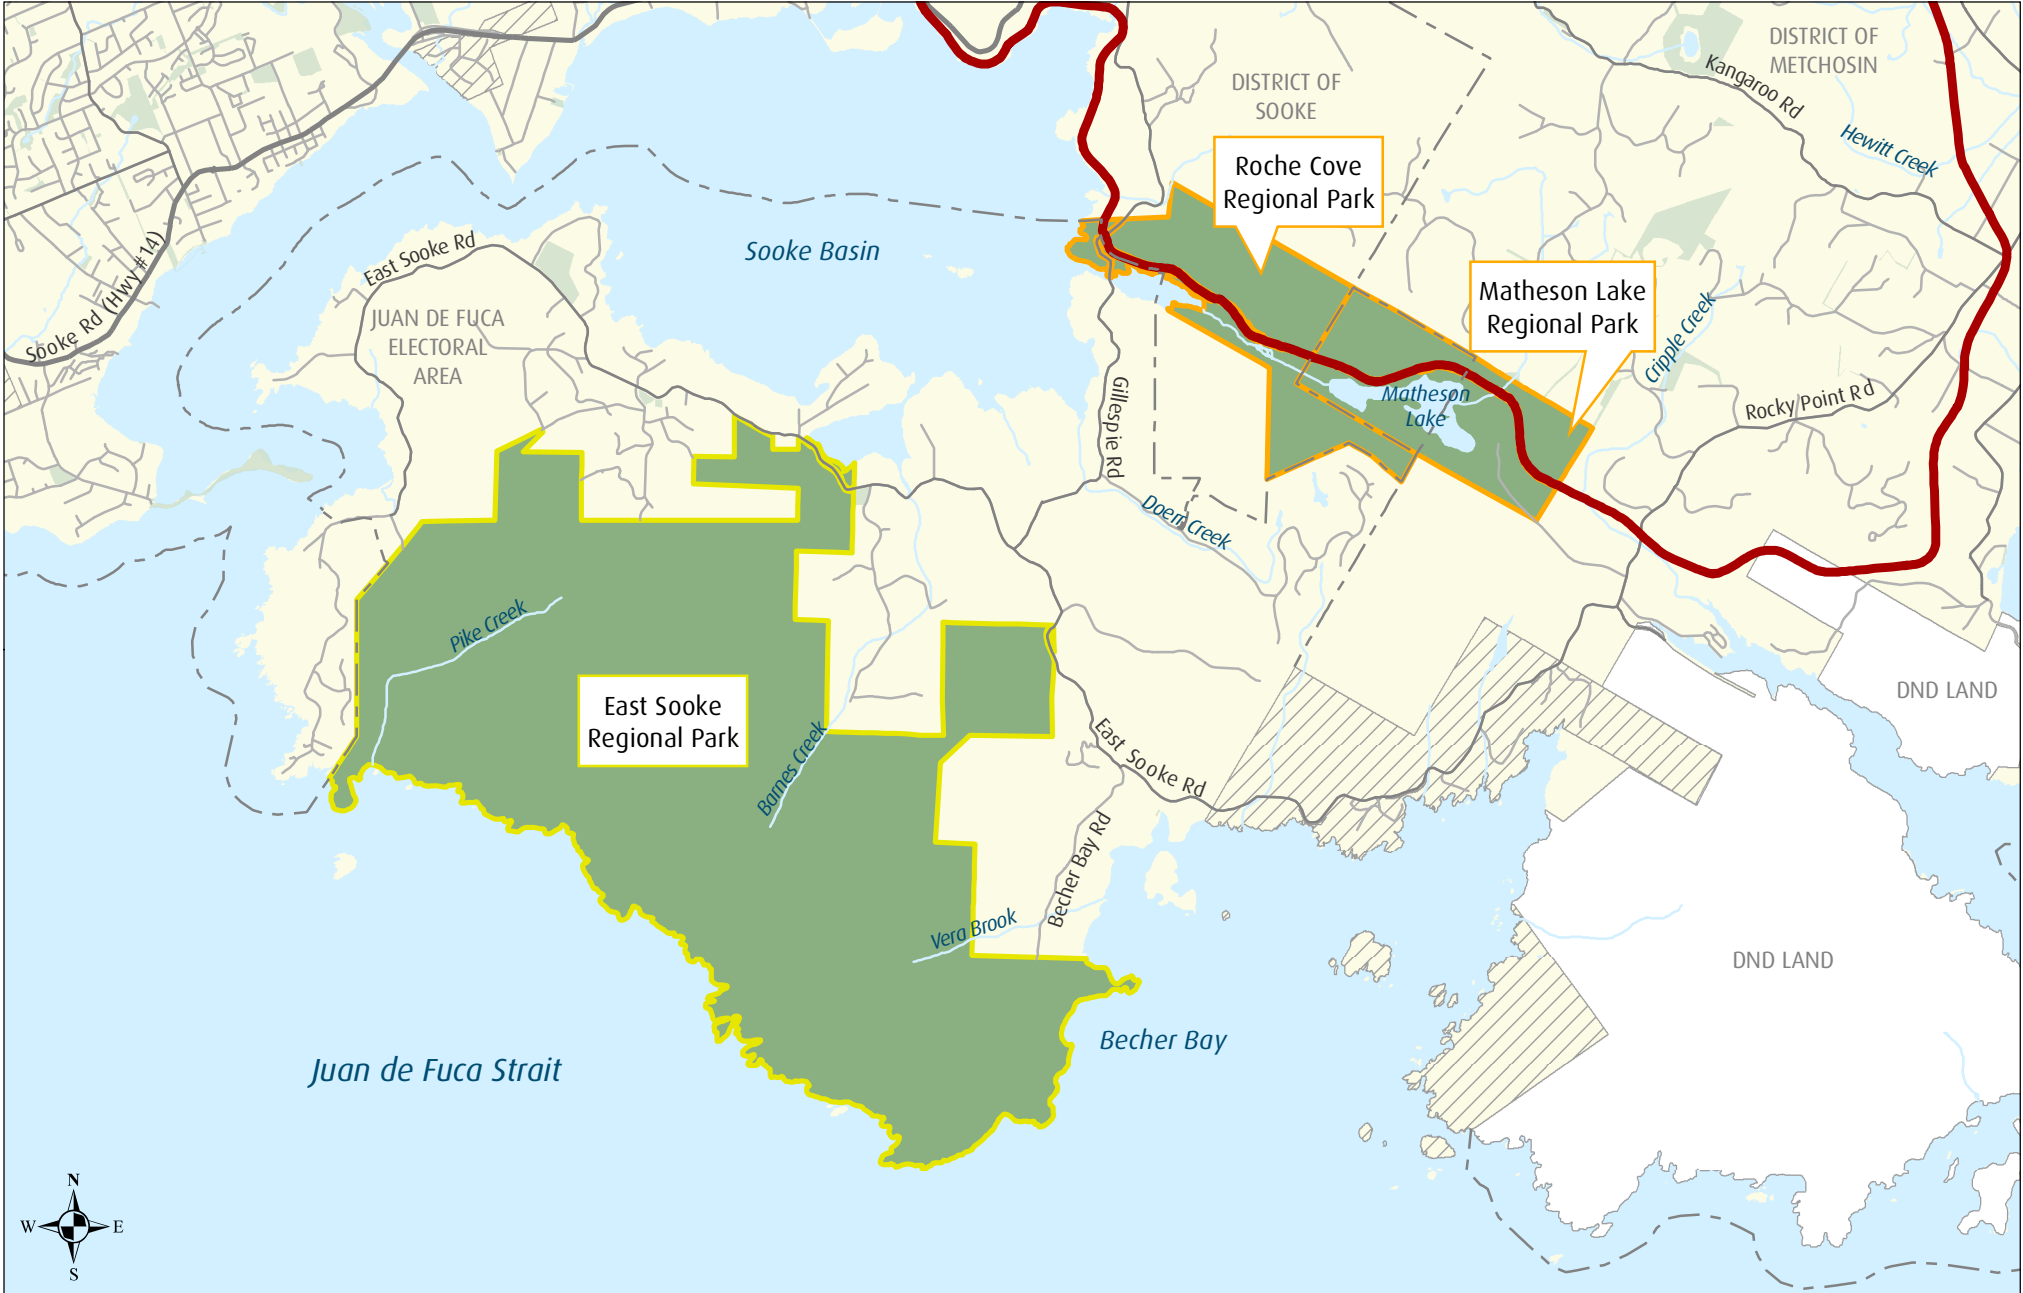 DISTRICT OF
METCHOSIN
Kangaroo Rd
Hewitt Creek
DISTRICT OF
SOOKE
Roche Cove
Regional Park
Sooke Basin
East Sooke Rd
Sooke Rd (Hwy #14)
JUAN DE FUCA
ELECTORAL
AREA
Matheson Lake
Regional Park
Cripple Creek
Matheson
Lake
Rocky Point Rd
Gillespie Rd
Doerr Creek
Pike Creek
East Sooke
Regional Park
Barnes Creek
East Sooke Rd
DND LAND
Becher Bay Rd
Vera Brook
DND LAND
Becher Bay
Juan de Fuca Strait
N
W
E
S